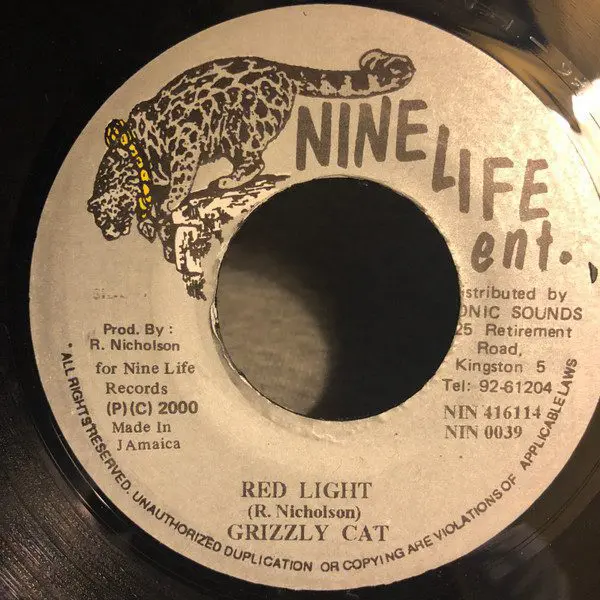 NINE LIFE
ent.
Prod. By :
R. Nicholson
for Nine Life
Records
(P)(C) 2000
Made In
JAmaica
istributed by
ONIC SOUNDS
25 Retirement
Road,
Kingston 5
Tel: 92-61204
NIN 416114
NIN 0039
RED LIGHT
(R. Nicholson)
GRIZZLY CAT
* ALL RIGHTS RESERVED. UNAUTHORIZED DUPLICATION OR COPYING ARE VIOLATIONS OF APPLICABLE LAWS